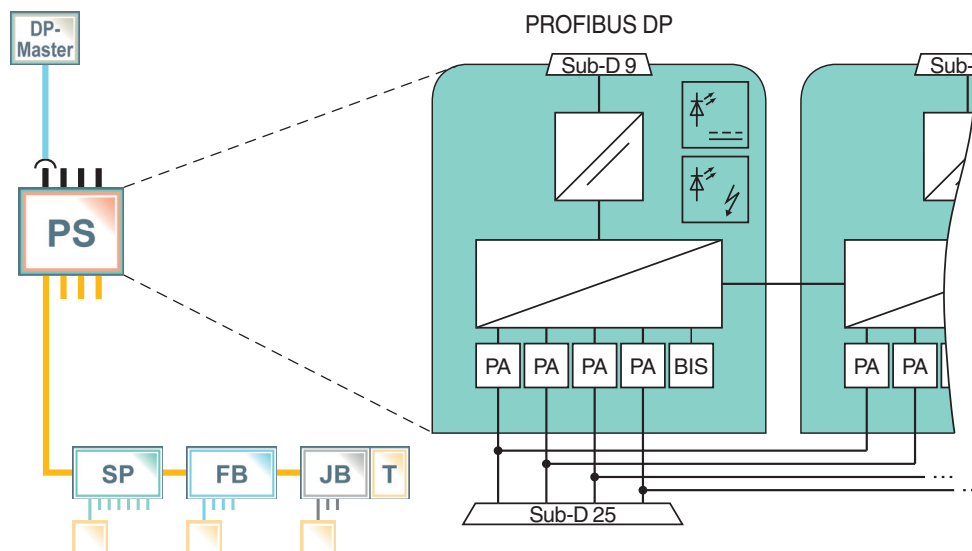 DP-
Master
PROFIBUS DP
Sub-D 9
Sub-
PS
PA PA PA PA BIS
PA PA
SP
FB
JB
T
Sub-D 25